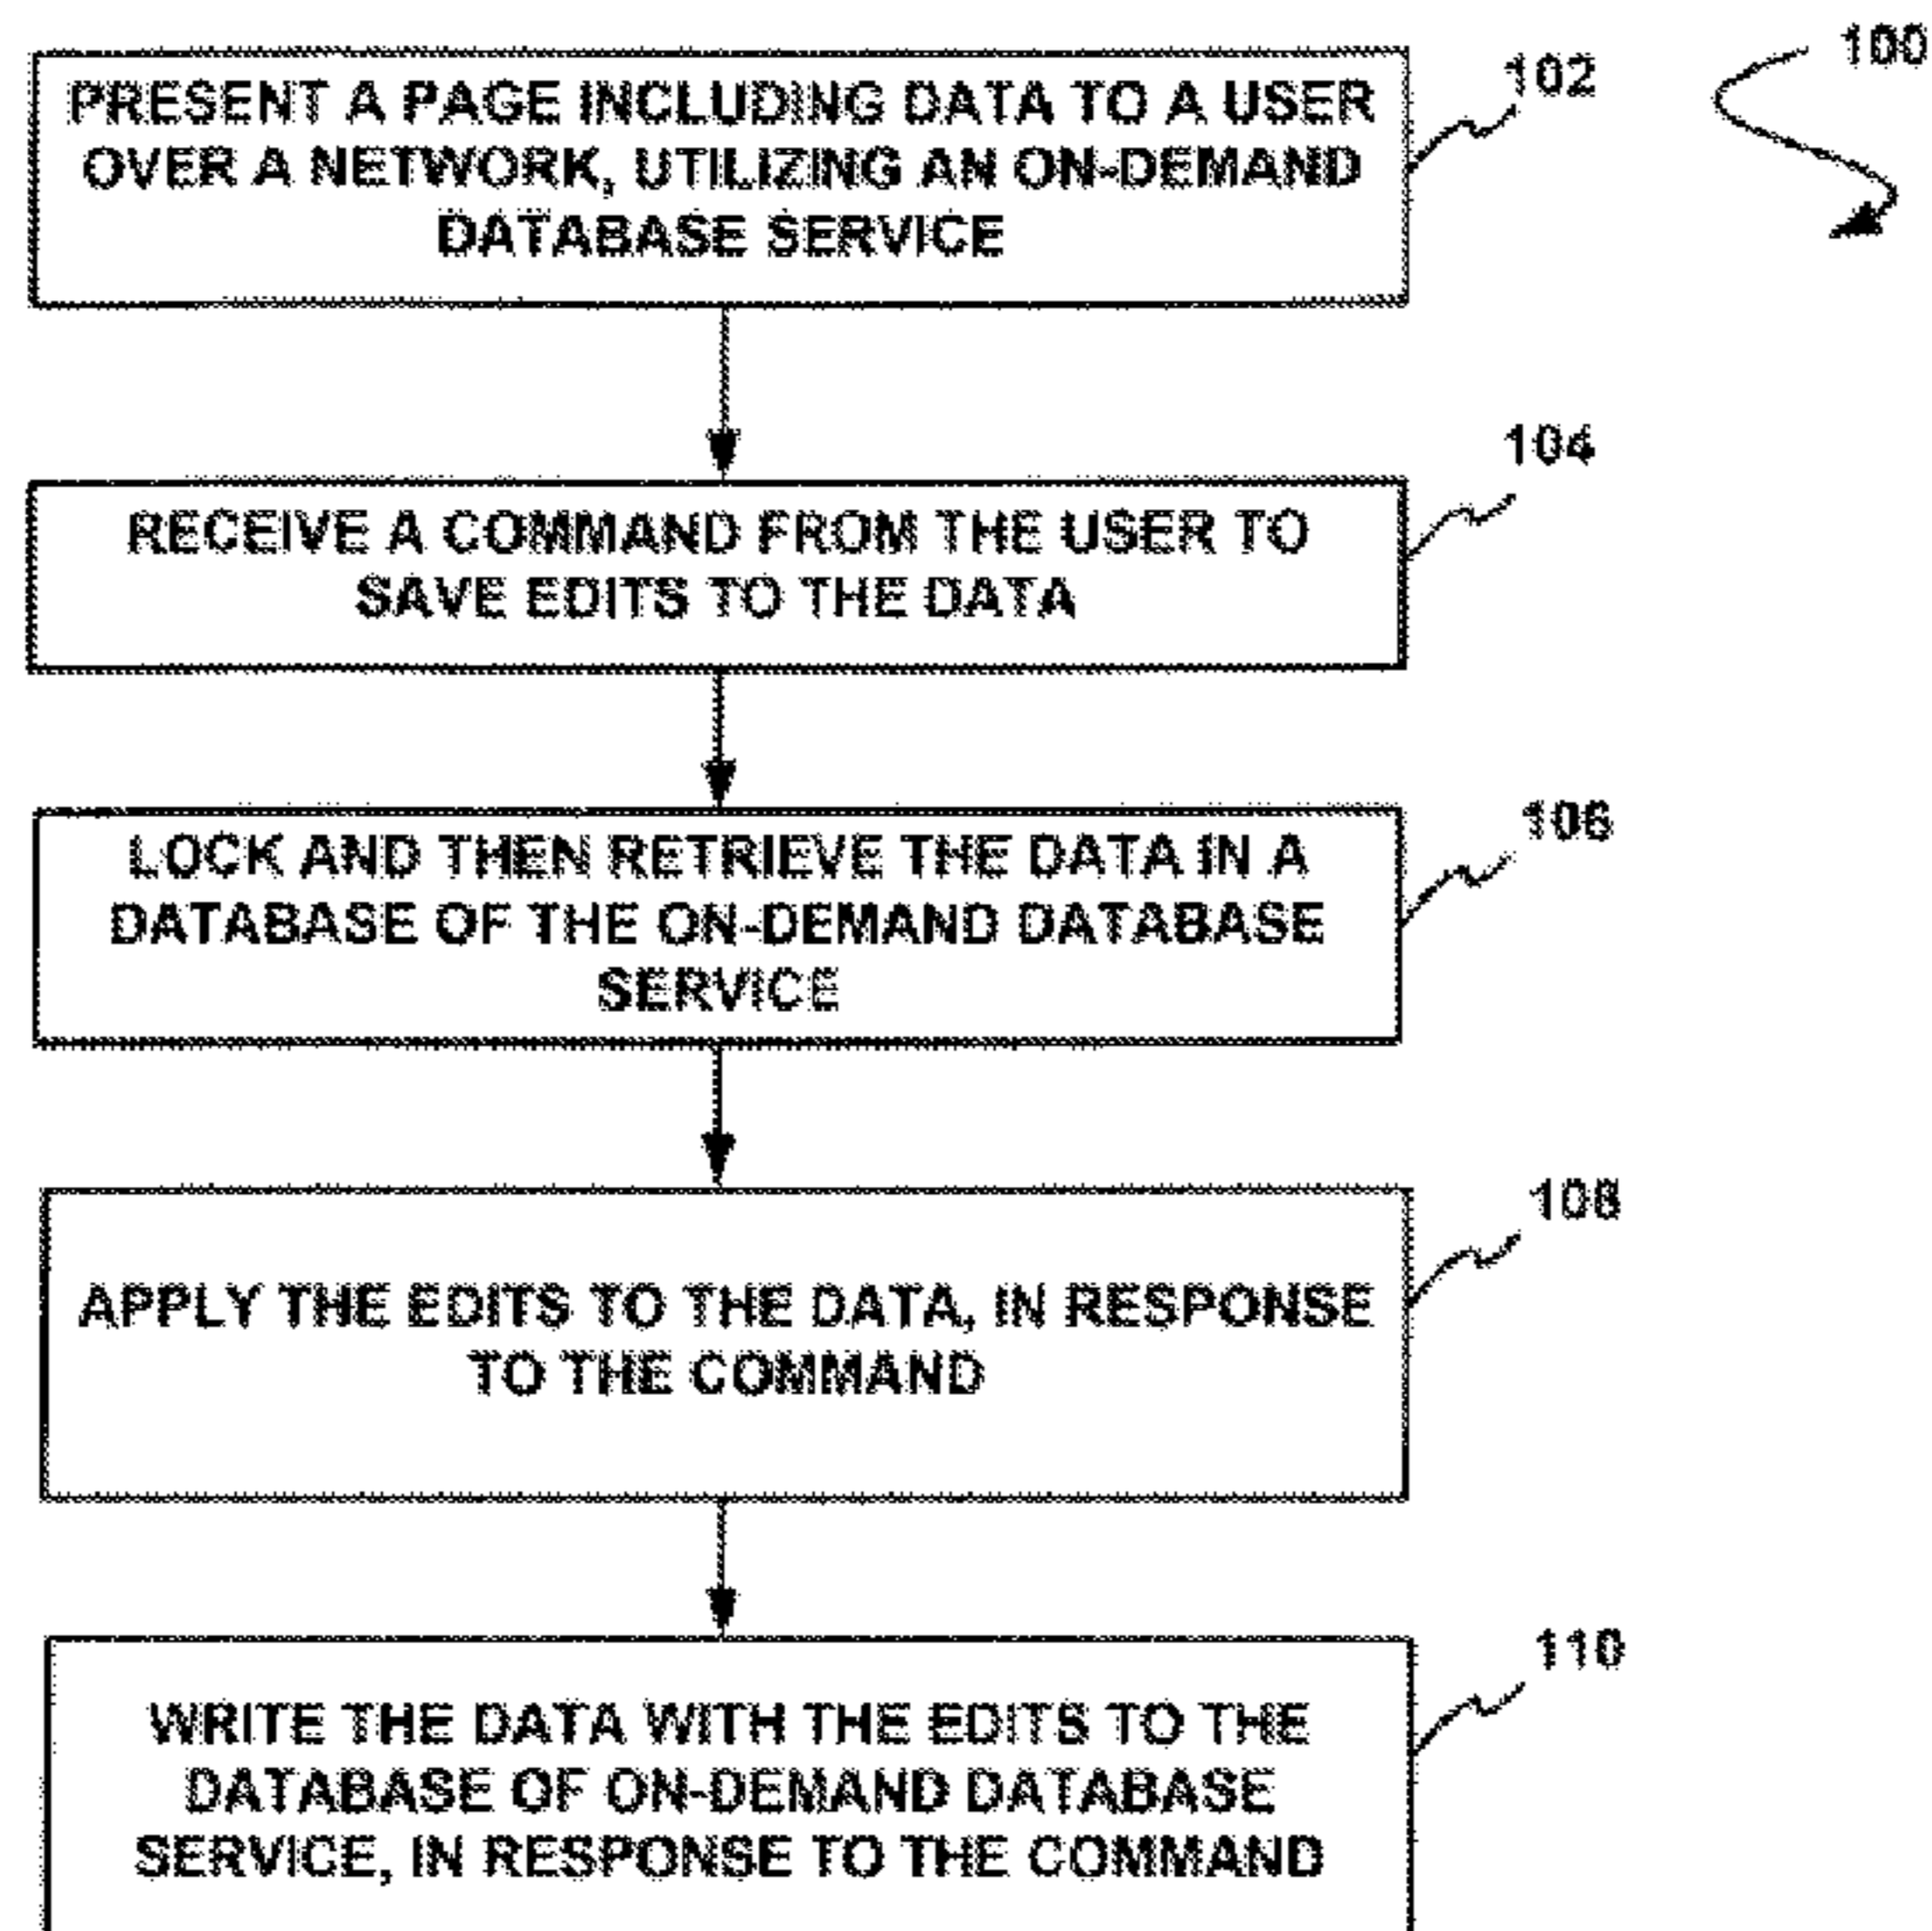 100
PRESENT A PAGE INCLUDING DATA TO A USER
OVER A NETWORK, UTILIZING AN ON-DEMAND
DATABASE SERVICE
102
RECEIVE A COMMAND FROM THE USER TO
SAVE EDITS TO THE DATA
104
LOCK AND THEN RETRIEVE THE DATA IN A
DATABASE OF THE ON-DEMAND DATABASE
SERVICE
106
APPLY THE EDITS TO THE DATA, IN RESPONSE
TO THE COMMAND
108
WRITE THE DATA WITH THE EDITS TO THE
DATABASE OF ON-DEMAND DATABASE
SERVICE, IN RESPONSE TO THE COMMAND
110